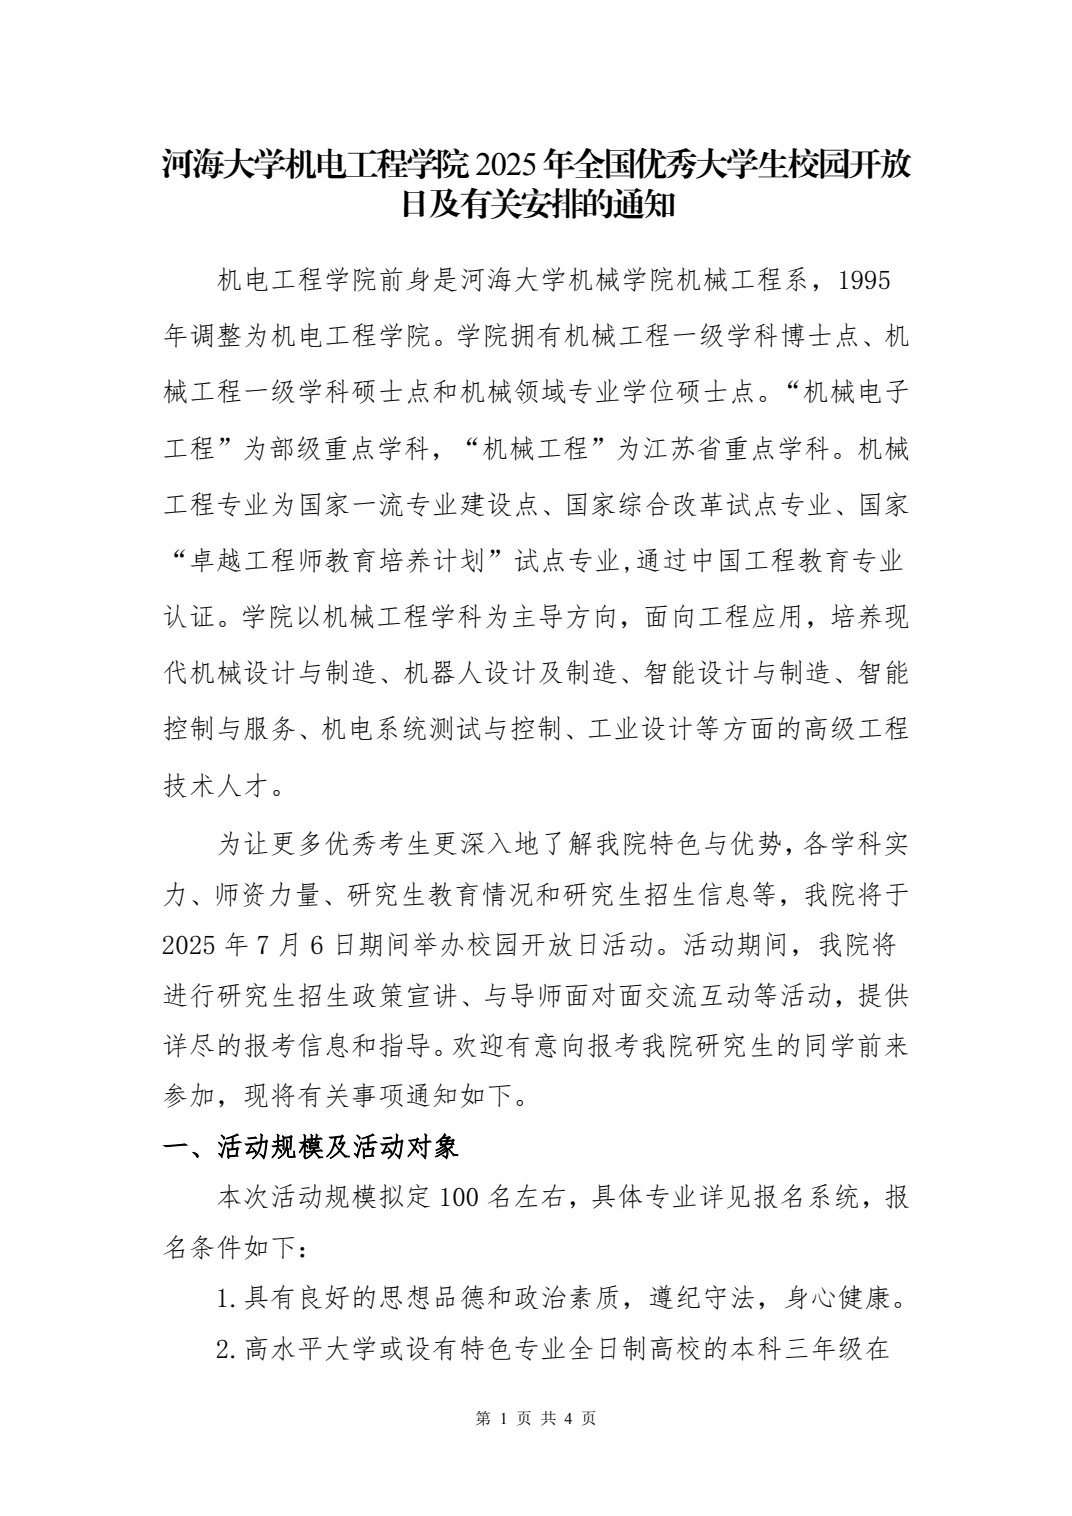 河海大学机电工程学院 2025 年全国优秀大学生校园开放
日及有关安排的通知
机电工程学院前身是河海大学机械学院机械工程系，1995
年调整为机电工程学院。学院拥有机械工程一级学科博士点、机
械工程一级学科硕士点和机械领域专业学位硕士点。“机械电子
工程”为部级重点学科，“机械工程”为江苏省重点学科。机械
工程专业为国家一流专业建设点、国家综合改革试点专业、国家
“卓越工程师教育培养计划”试点专业,通过中国工程教育专业
认证。学院以机械工程学科为主导方向，面向工程应用，培养现
代机械设计与制造、机器人设计及制造、智能设计与制造、智能
控制与服务、机电系统测试与控制、工业设计等方面的高级工程
技术人才。
为让更多优秀考生更深入地了解我院特色与优势，各学科实
力、师资力量、研究生教育情况和研究生招生信息等，我院将于
2025 年 7 月 6 日期间举办校园开放日活动。活动期间，我院将
进行研究生招生政策宣讲、与导师面对面交流互动等活动，提供
详尽的报考信息和指导。欢迎有意向报考我院研究生的同学前来
参加，现将有关事项通知如下。
一、活动规模及活动对象
本次活动规模拟定 100 名左右，具体专业详见报名系统，报
名条件如下：
1.具有良好的思想品德和政治素质，遵纪守法，身心健康。
2.高水平大学或设有特色专业全日制高校的本科三年级在
第 1 页 共 4 页